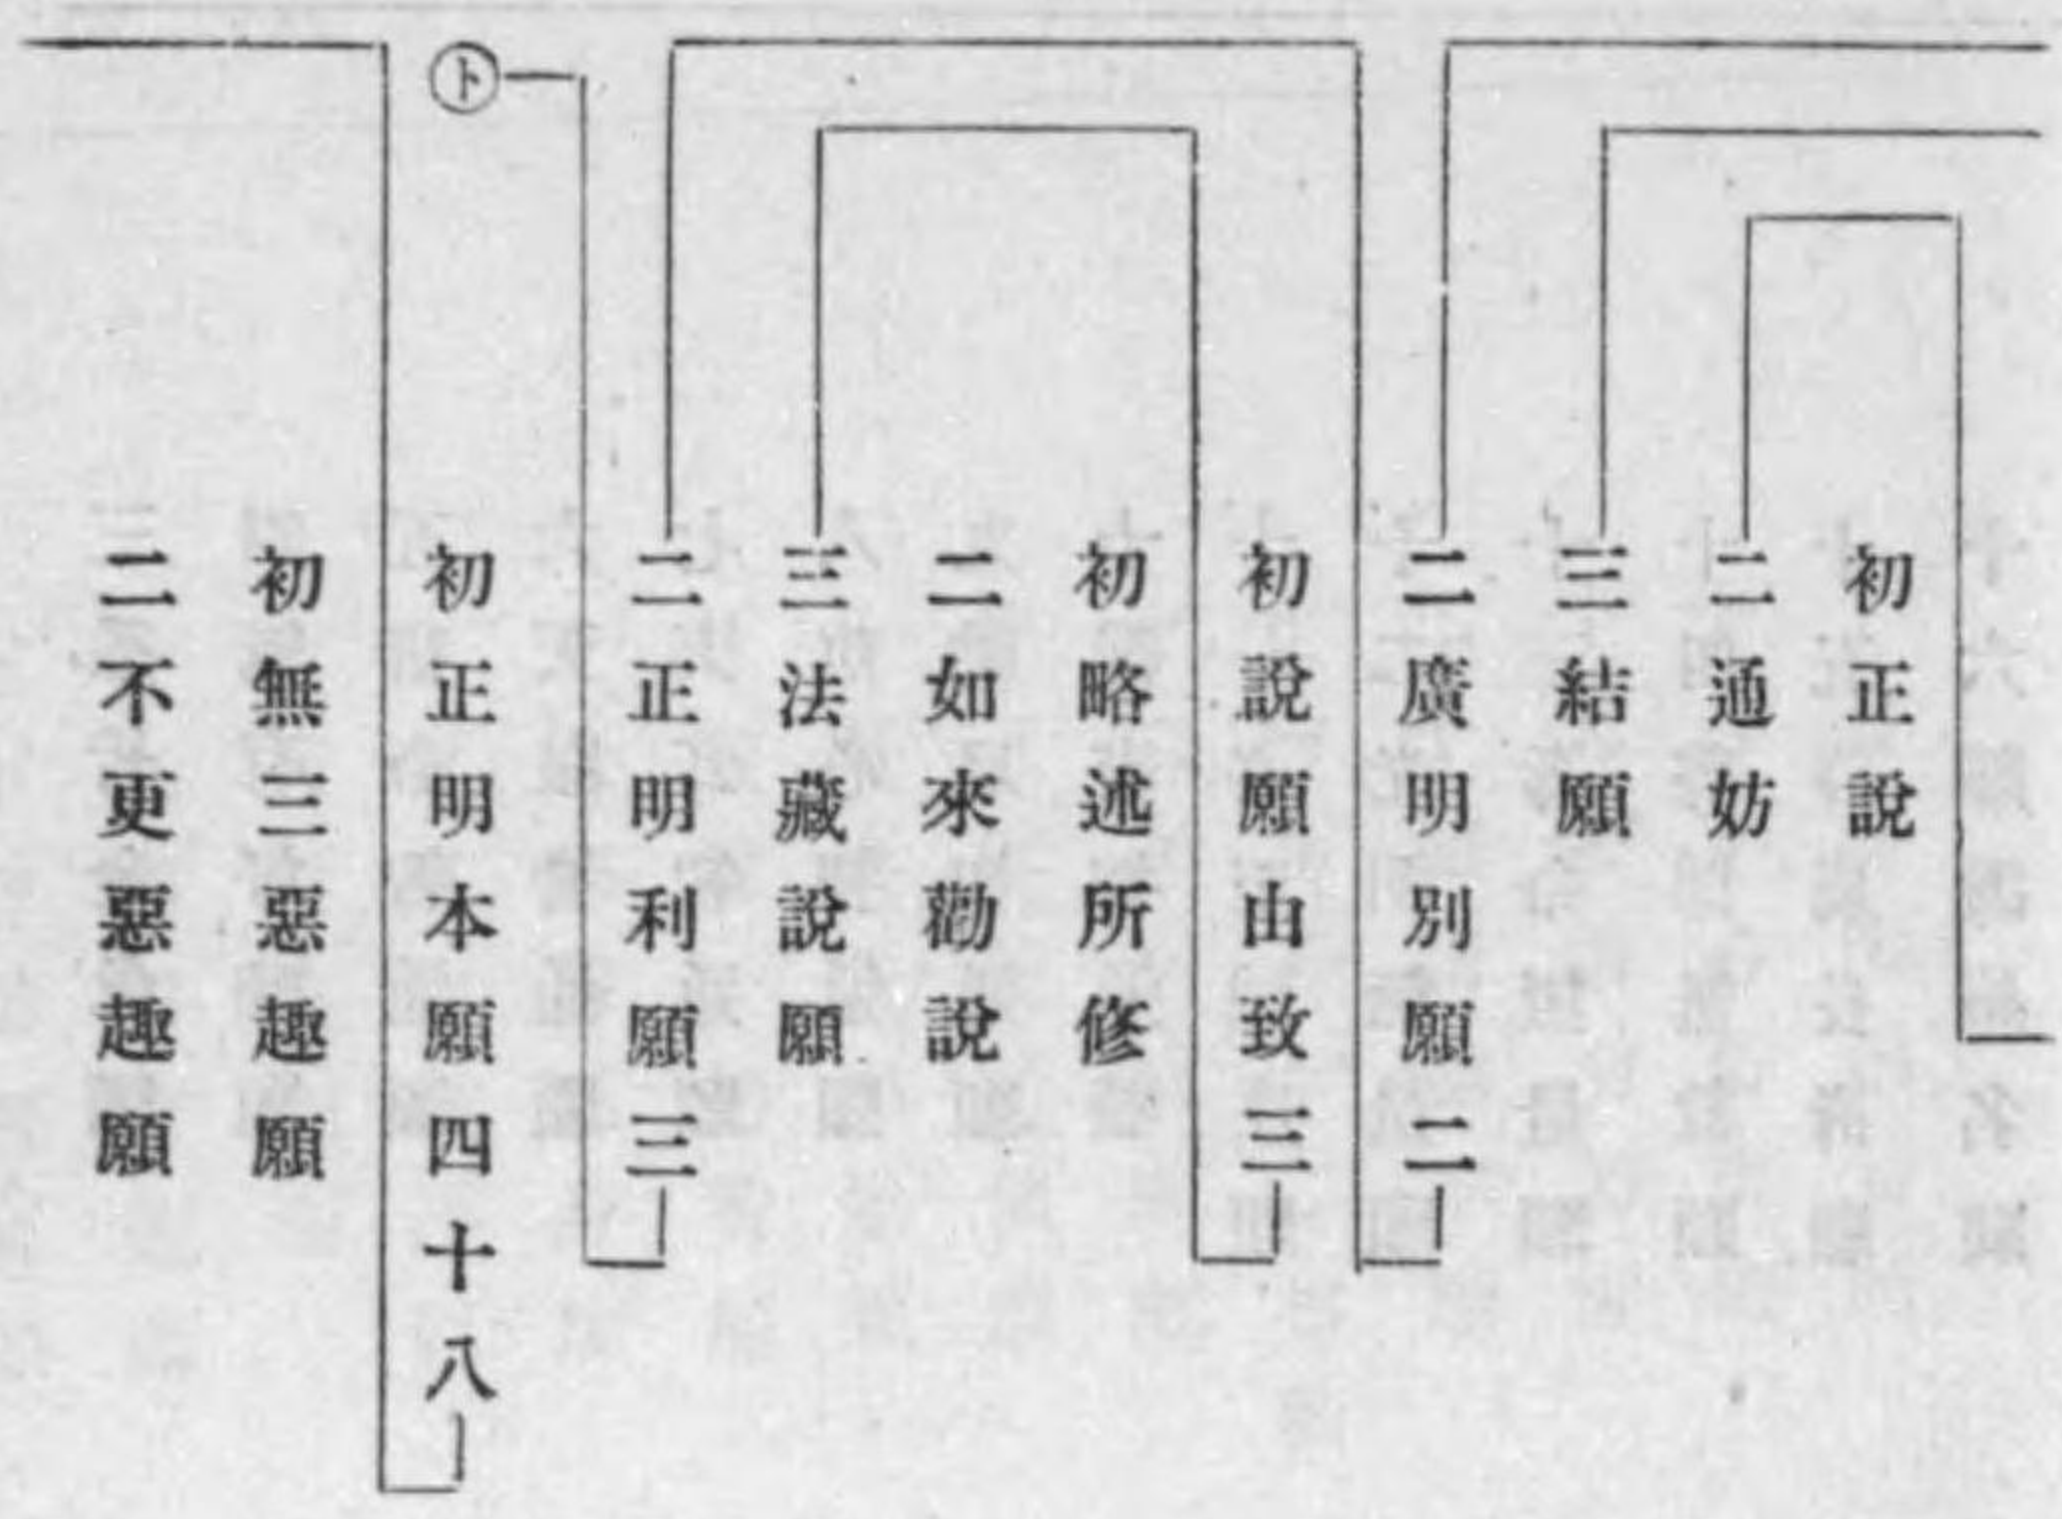 初正說
二通妨
三結願
二廣明別願二
初說願由致三
初略述所修
二如來勸說
三法藏說願
二正明利願三
㋣
初正明本願四十八
初無三惡趣願
二不更惡趣願